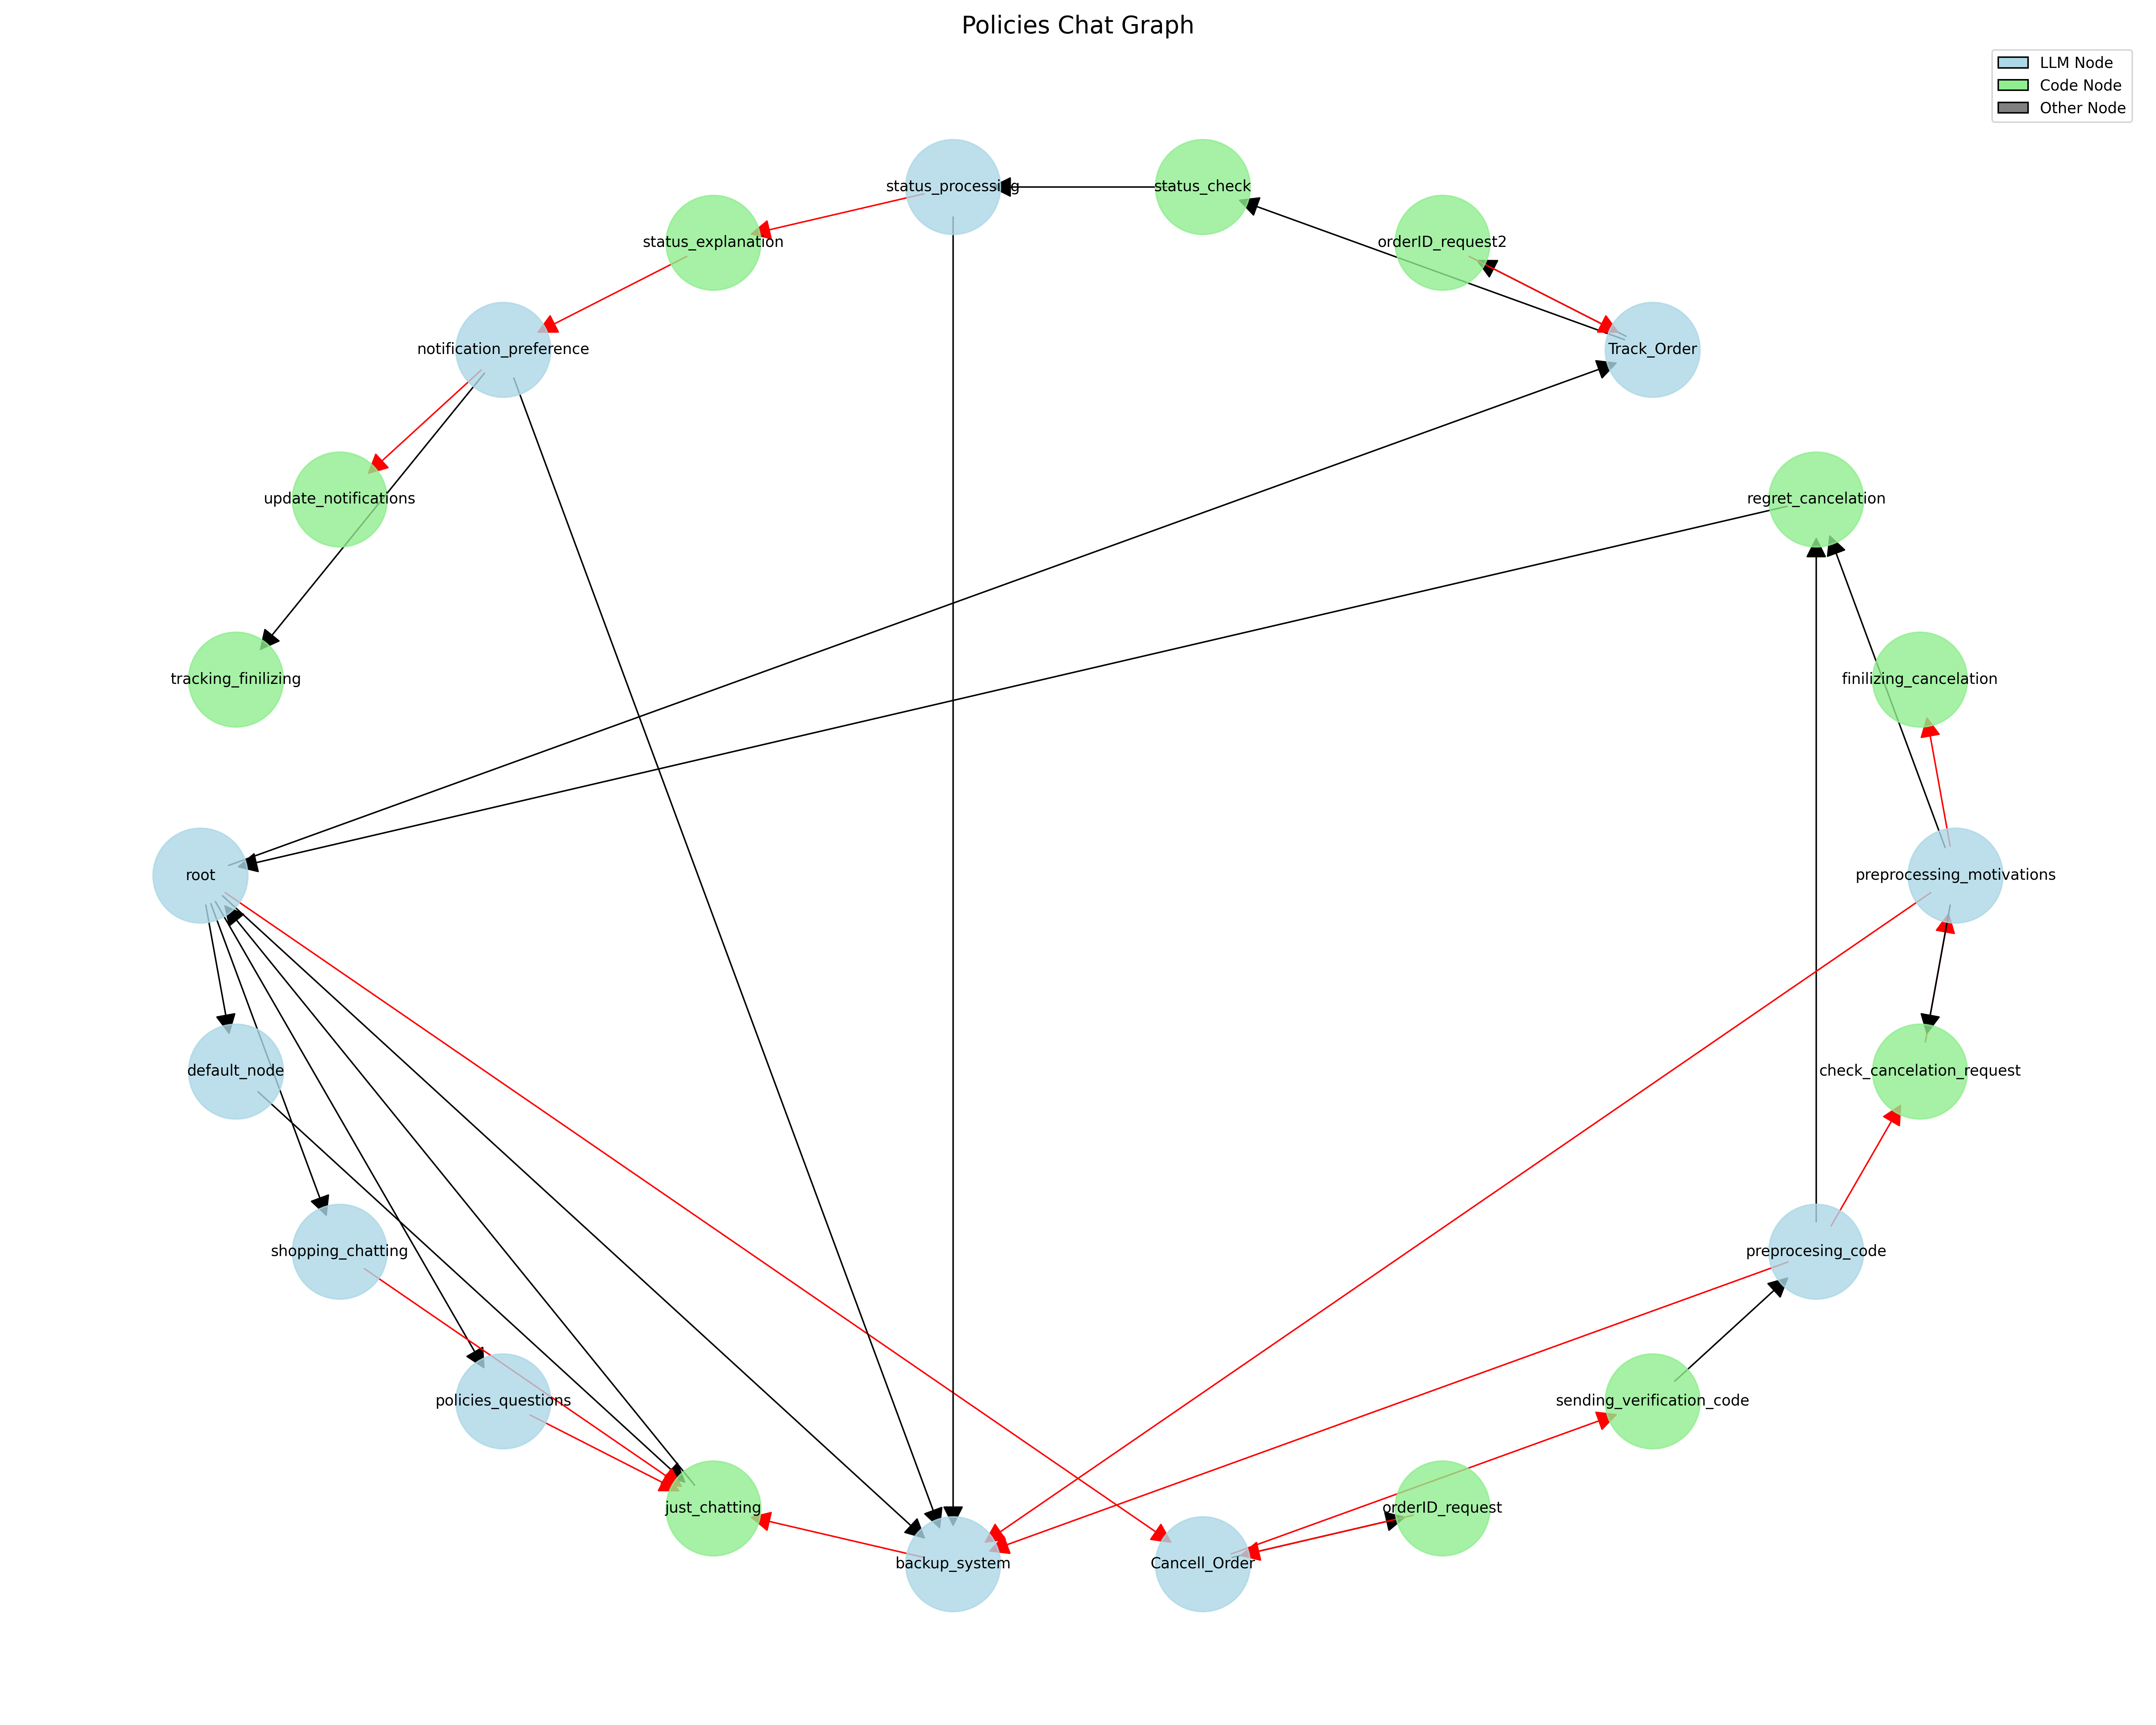 Policies Chat Graph
LLM Node
Code Node
Other Node
status_processing
status_check
status_explanation
orderID_request2
notification_preference
Track_Order
update_notifications
regret_cancelation
tracking_finilizing
finilizing_cancelation
root
preprocessing_motivations
default_node
check_cancelation_request
shopping_chatting
preprocesing_code
policies_questions
sending_verification_code
just_chatting
orderID_request
backup_system
Cancell_Order